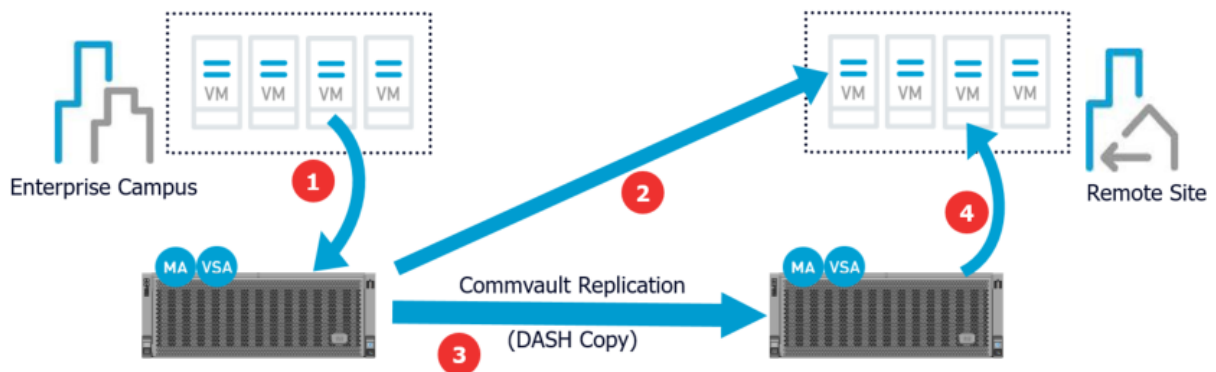 VM VM VM VM
VM VM VM VM
1
2
4
Enterprise Campus
Remote Site
MA VSA
MA VSA
Commvault Replication
(DASH Copy)
3